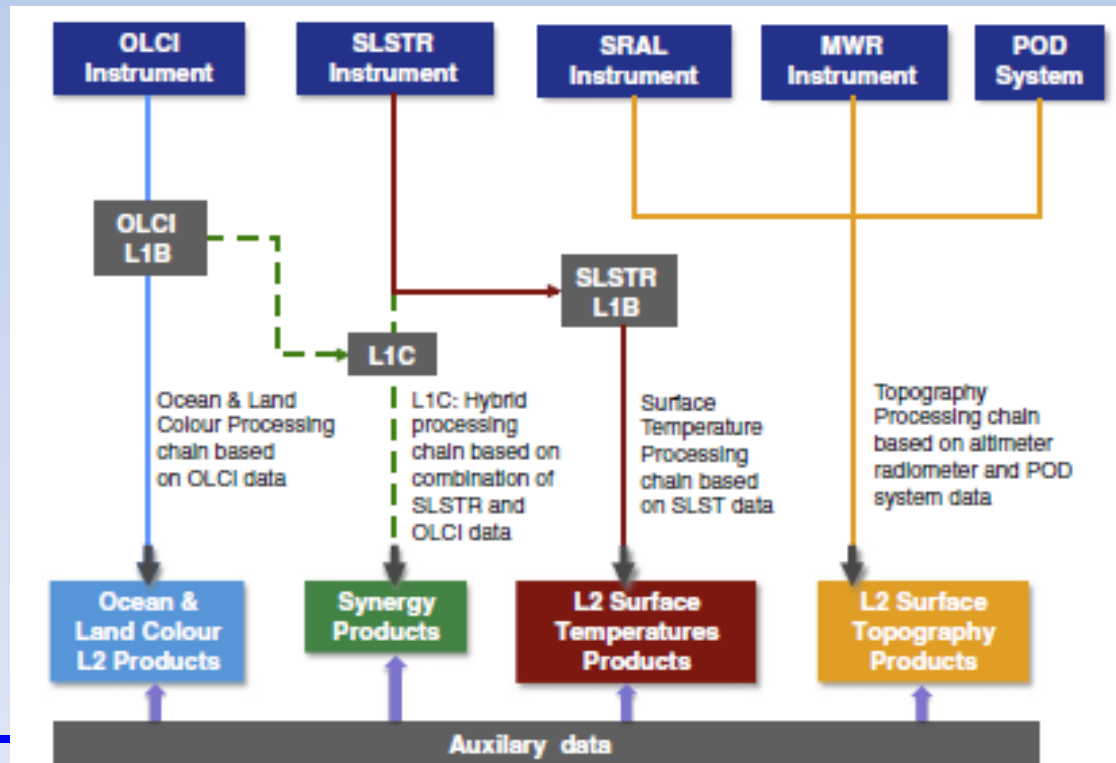 OLCI
Instrument
SLSTR
Instrument
SRAL
Instrument
MWR
Instrument
POD
System
OLCI
L1B
SLSTR
L1B
L1C
Ocean & Land
Colour Processing
chain based
on OLCI data
L1C: Hybrid
processing
chain based on
combination of
SLSTR and
OLCI data
Surface
Temperature
Processing
chain based
on SLST data
Topography
Processing chain
based on altimeter
radiometer and POD
system data
Ocean &
Land Colour
L2 Products
Synergy
Products
L2 Surface
Temperatures
Products
L2 Surface
Topography
Products
Auxilary data